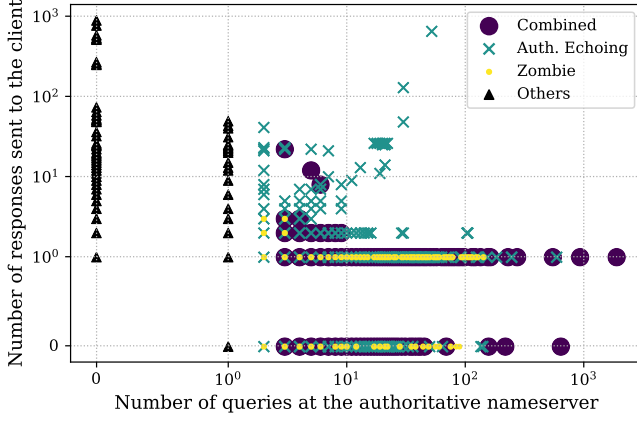 Number of responses sent to the client
10³
10²
10¹
10⁰
0
Combined
Auth. Echoing
Zombie
Others
0
10⁰
10¹
10²
10³
Number of queries at the authoritative nameserver